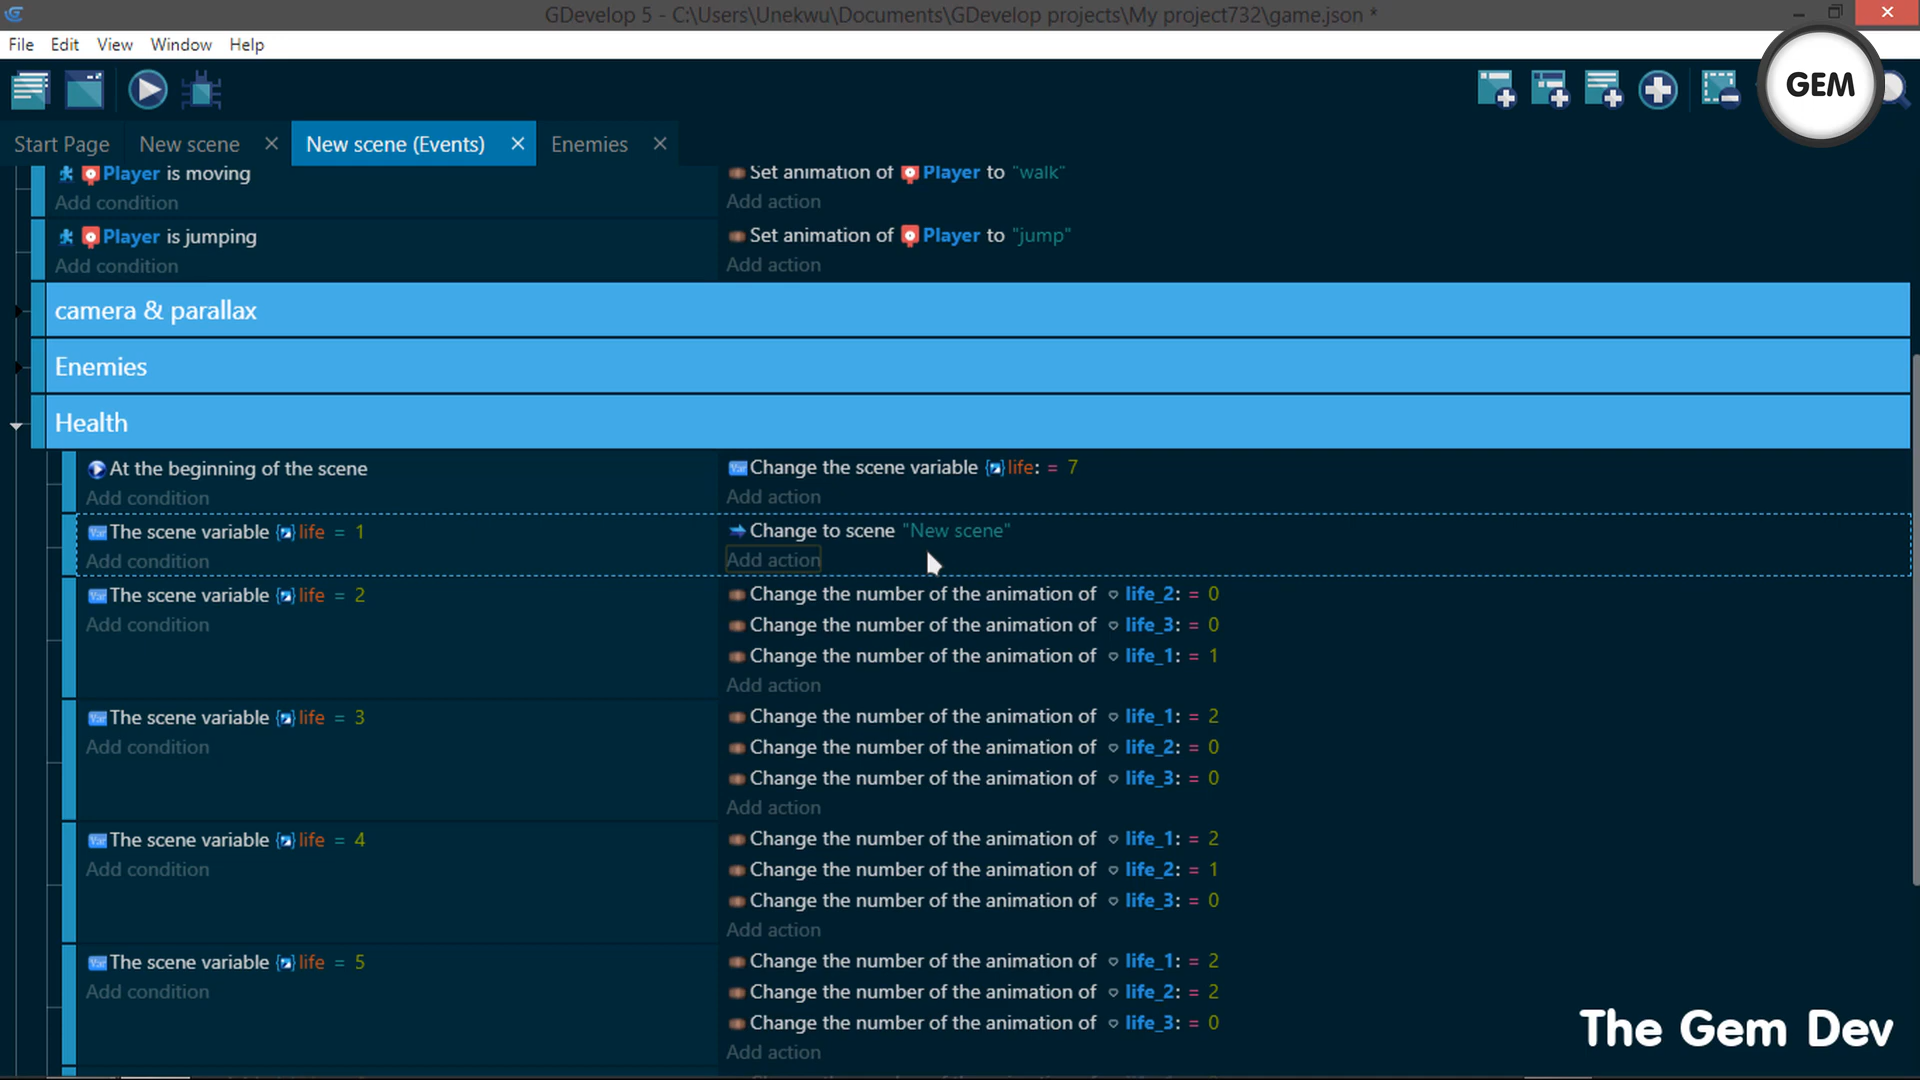 GDevelop 5 - C:\Users\Unekwu\Documents\GDevelop projects\My project732\game.json *
File Edit View Window Help
GEM
Start Page New scene New scene (Events) Enemies
Player is moving
Set animation of Player to "walk"
Add condition
Add action
Player is jumping
Set animation of Player to "jump"
Add condition
Add action
camera & parallax
Enemies
Health
At the beginning of the scene
Change the scene variable life: = 7
Add condition
Add action
The scene variable life = 1
Change to scene "New scene"
Add condition
Add action
The scene variable life = 2
Change the number of the animation of life_2: = 0
Add condition
Change the number of the animation of life_3: = 0
Change the number of the animation of life_1: = 1
Add action
The scene variable life = 3
Change the number of the animation of life_1: = 2
Add condition
Change the number of the animation of life_2: = 0
Change the number of the animation of life_3: = 0
Add action
The scene variable life = 4
Change the number of the animation of life_1: = 2
Add condition
Change the number of the animation of life_2: = 1
Change the number of the animation of life_3: = 0
Add action
The scene variable life = 5
Change the number of the animation of life_1: = 2
Add condition
Change the number of the animation of life_2: = 2
Change the number of the animation of life_3: = 0
Add action
The Gem Dev